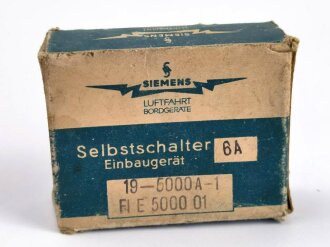 SIEMENS
LUFTFAHRT
BORDGERÄTE
Selbstschalter 6A
Einbaugerät
19-5000A-1
Fl E 5000 01